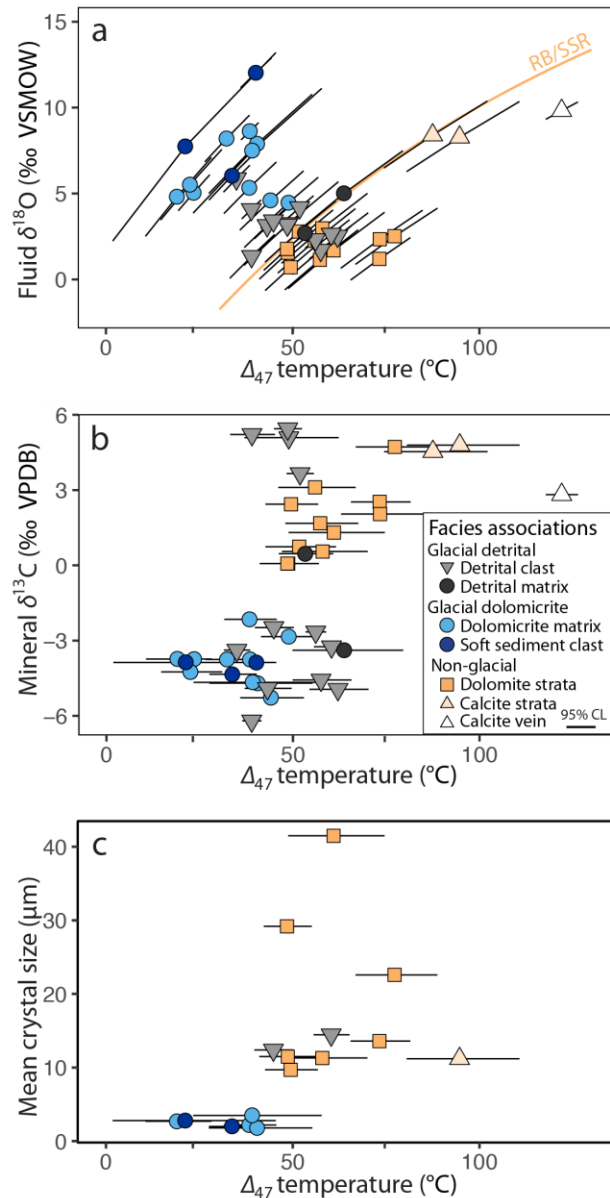 a
RB/SSR
15
10
5
0
Fluid δ18O (‰ VSMOW)
0
50
100
Δ47 temperature (°C)
b
6
3
0
−3
−6
Mineral δ13C (‰ VPDB)
Facies associations
Glacial detrital
Detrital clast
Detrital matrix
Glacial dolomicrite
Dolomicrite matrix
Soft sediment clast
Non-glacial
Dolomite strata
Calcite strata
Calcite vein
95% CL
0
50
100
Δ47 temperature (°C)
c
40
30
20
10
0
Mean crystal size (μm)
0
50
100
Δ47 temperature (°C)